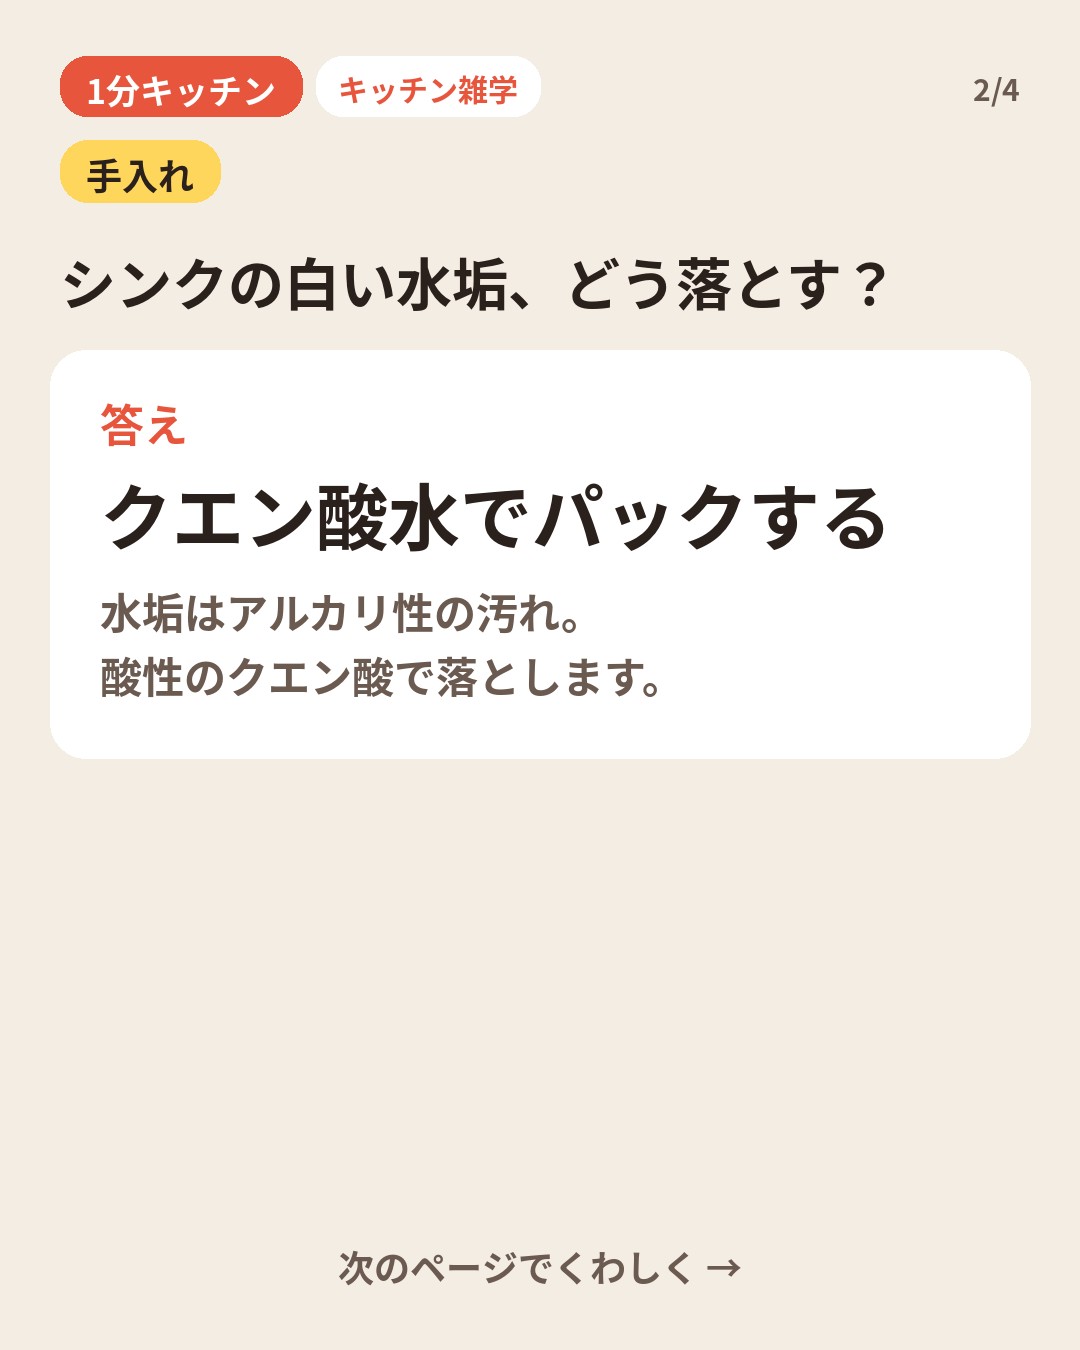 1分キッチン キッチン雑学 2/4
手入れ
シンクの白い水垢、どう落とす？
答え
クエン酸水でパックする
水垢はアルカリ性の汚れ。
酸性のクエン酸で落とします。
次のページでくわしく →